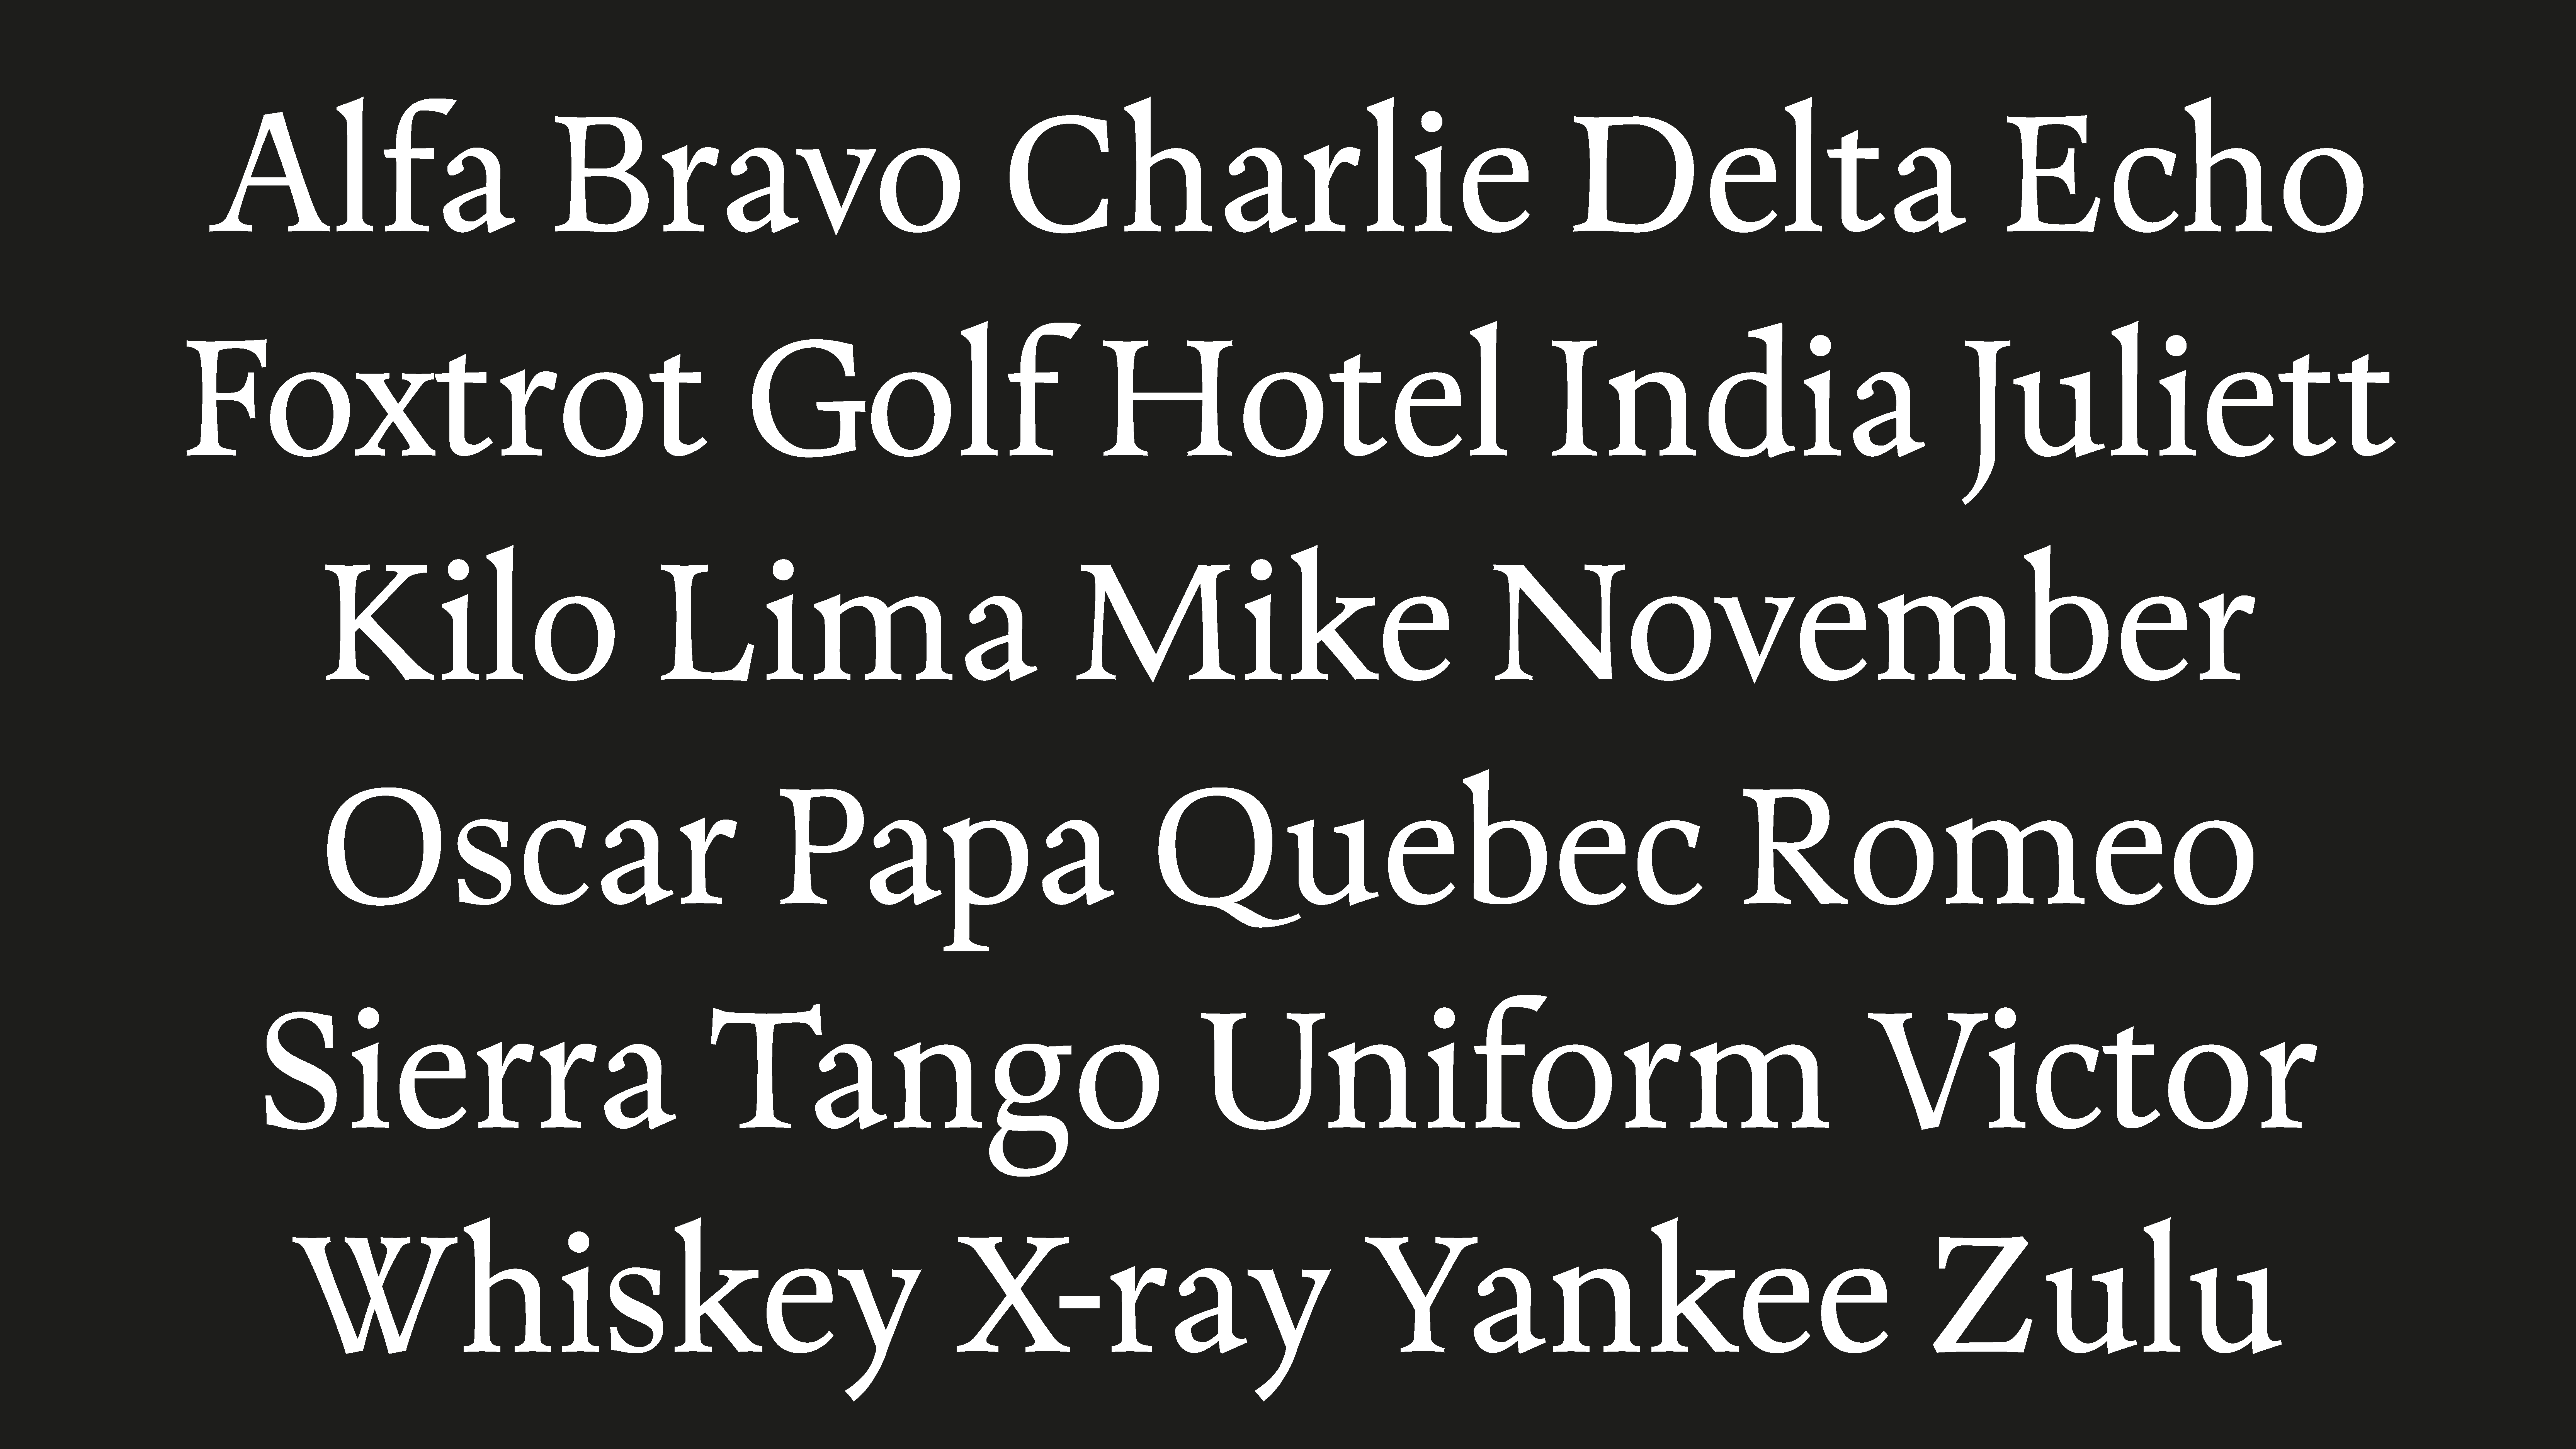 Alfa Bravo Charlie Delta Echo
Foxtrot Golf Hotel India Juliett
Kilo Lima Mike November
Oscar Papa Quebec Romeo
Sierra Tango Uniform Victor
Whiskey X-ray Yankee Zulu